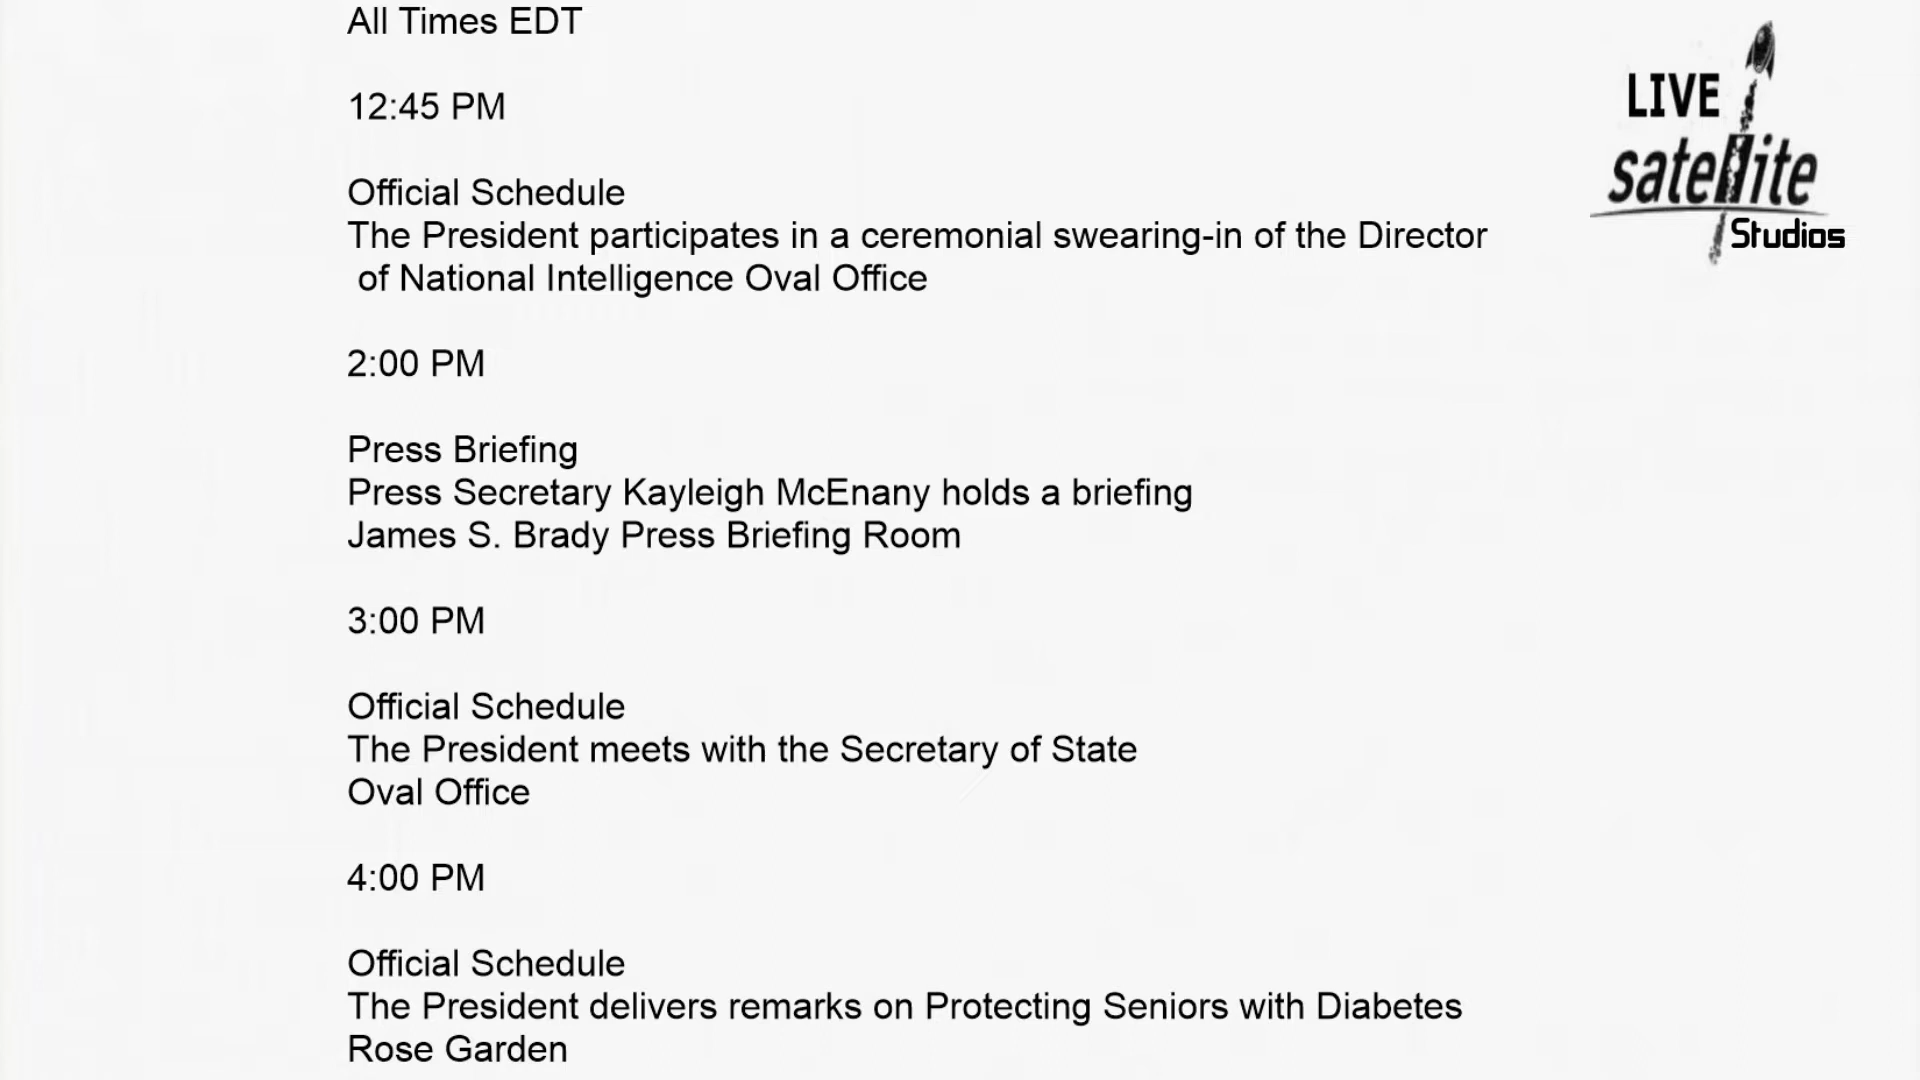 All Times EDT
12:45 PM
Official Schedule
The President participates in a ceremonial swearing-in of the Director
of National Intelligence Oval Office
2:00 PM
Press Briefing
Press Secretary Kayleigh McEnany holds a briefing
James S. Brady Press Briefing Room
3:00 PM
Official Schedule
The President meets with the Secretary of State
Oval Office
4:00 PM
Official Schedule
The President delivers remarks on Protecting Seniors with Diabetes
Rose Garden
LIVE
satellite
Studios